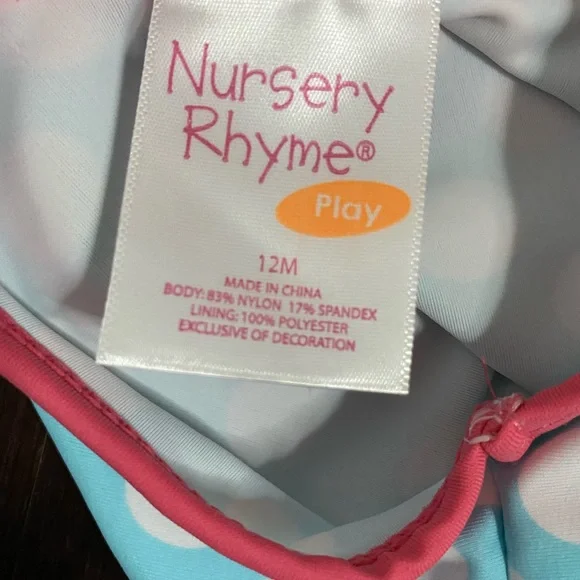 Nursery
Rhyme®
Play
12M
MADE IN CHINA
BODY: 83% NYLON 17% SPANDEX
LINING: 100% POLYESTER
EXCLUSIVE OF DECORATION